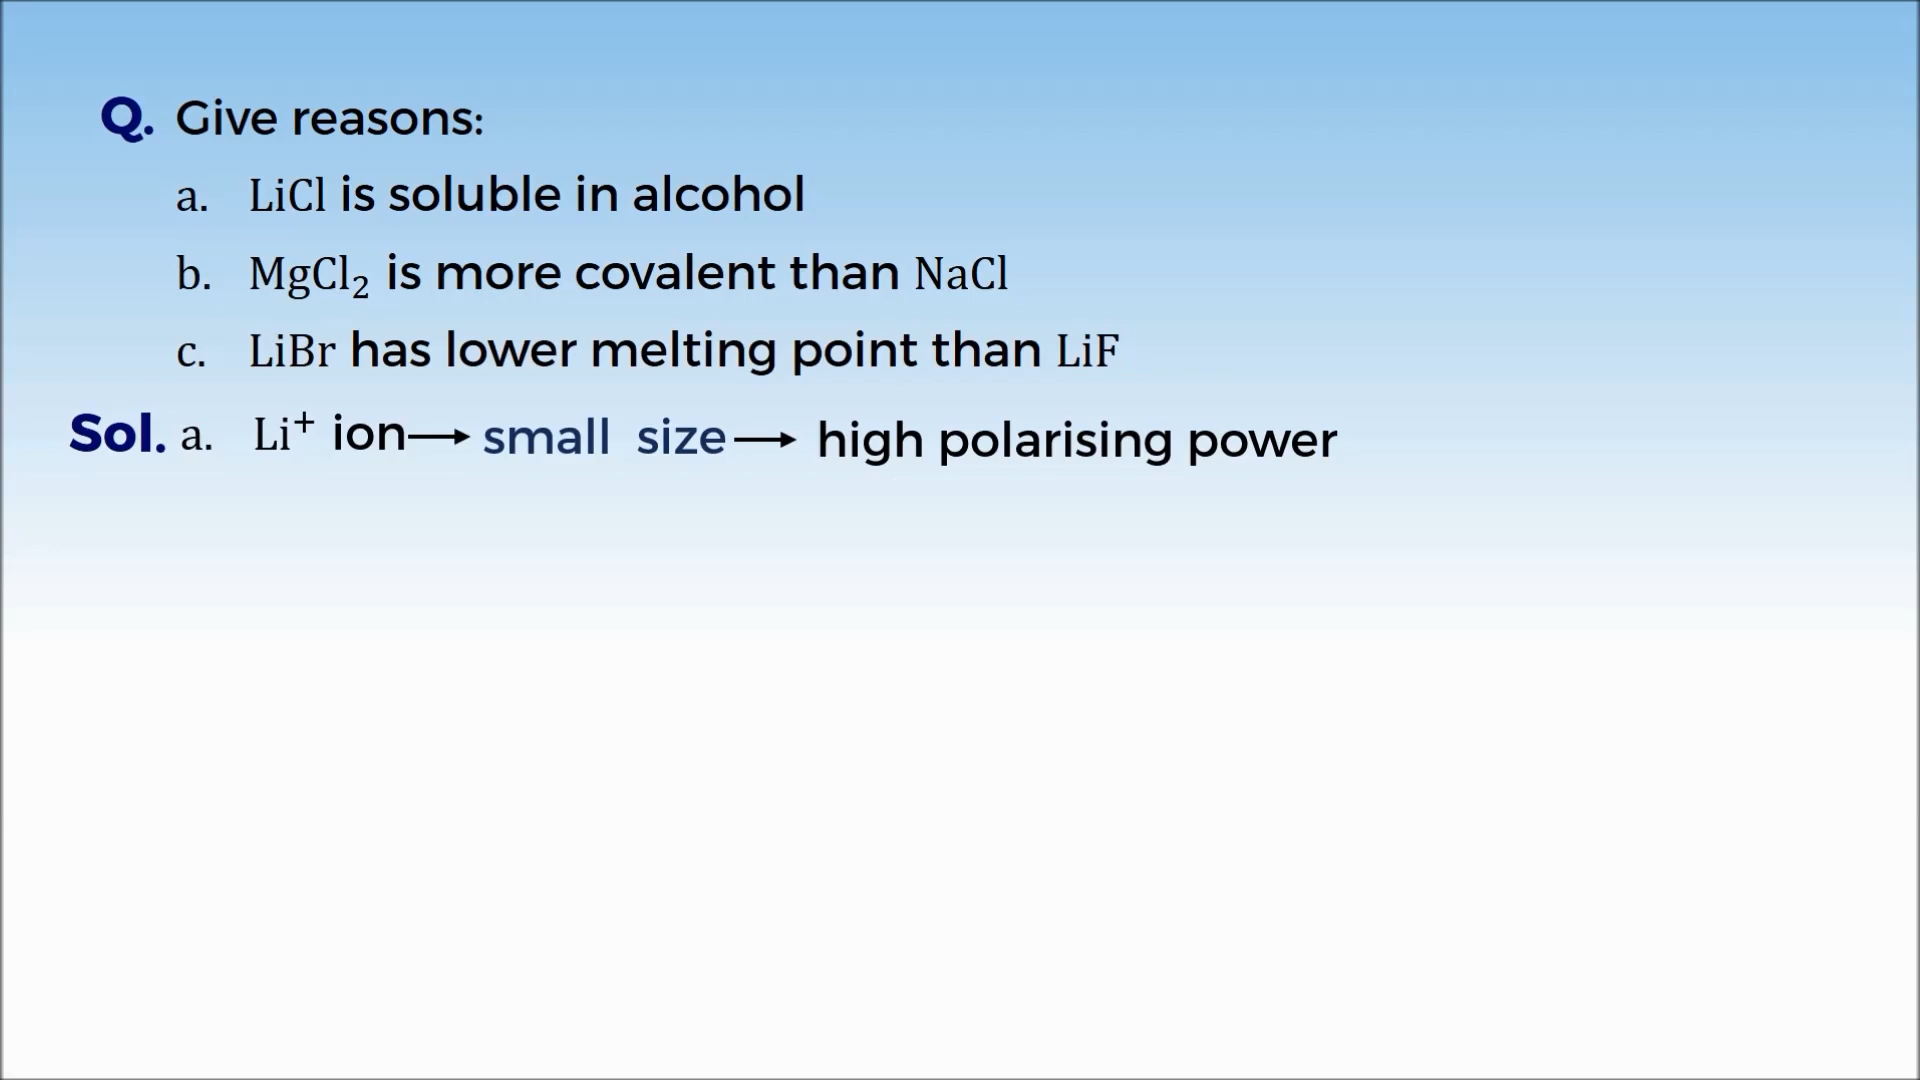 Q. Give reasons:
a. LiCl is soluble in alcohol
b. MgCl₂ is more covalent than NaCl
c. LiBr has lower melting point than LiF
Sol. a. Li⁺ ion⟶ small size⟶ high polarising power